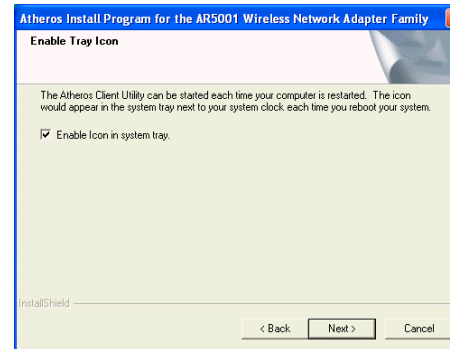 Atheros Install Program for the AR5001 Wireless Network Adapter Family
Enable Tray Icon
The Atheros Client Utility can be started each time your computer is restarted. The icon
would appear in the system tray next to your system clock each time you reboot your system.
Enable Icon in system tray.
InstallShield
< Back Next > Cancel